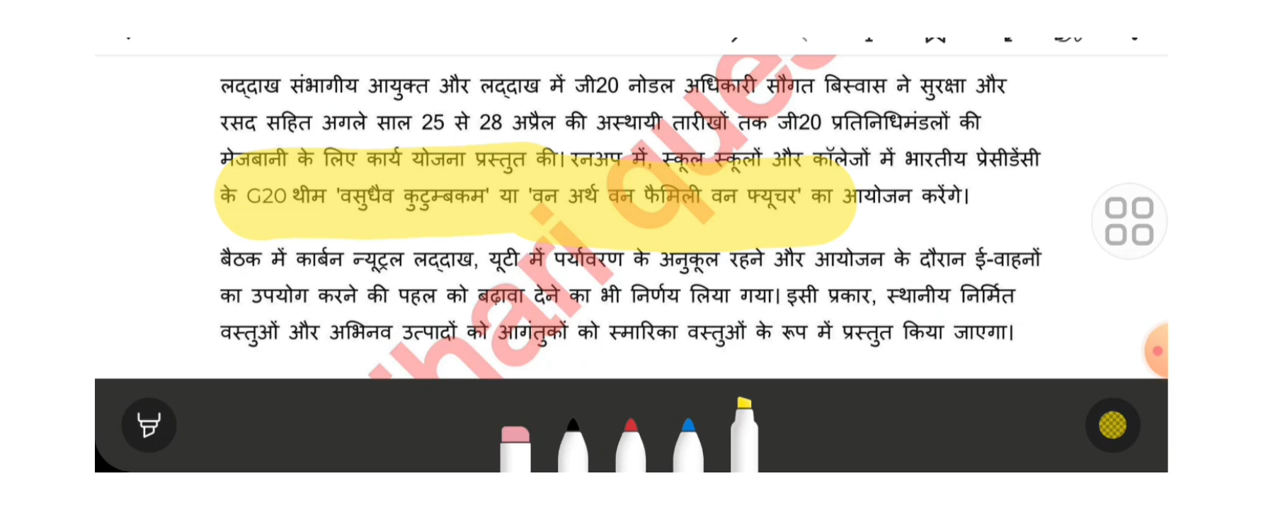 लद्दाख संभागीय आयुक्त और लद्दाख में जी20 नोडल अधिकारी सौगत बिस्वास ने सुरक्षा और
रसद सहित अगले साल 25 से 28 अप्रैल की अस्थायी तारीखों तक जी20 प्रतिनिधिमंडलों की
मेजबानी के लिए कार्य योजना प्रस्तुत की। रनअप में, स्कूल स्कूलों और कॉलेजों में भारतीय प्रेसीडेंसी
के G20 थीम 'वसुधैव कुटुम्बकम' या 'वन अर्थ वन फैमिली वन फ्यूचर' का आयोजन करेंगे।
बैठक में कार्बन न्यूट्रल लद्दाख, यूटी में पर्यावरण के अनुकूल रहने और आयोजन के दौरान ई-वाहनों
का उपयोग करने की पहल को बढ़ावा देने का भी निर्णय लिया गया। इसी प्रकार, स्थानीय निर्मित
वस्तुओं और अभिनव उत्पादों को आगंतुकों को स्मारिका वस्तुओं के रूप में प्रस्तुत किया जाएगा।